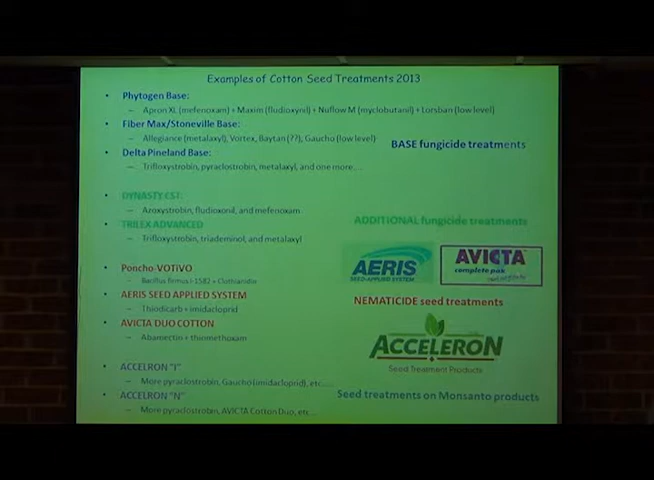 Examples of Cotton Seed Treatments 2013
Phytogen Base:
Apron XL (mefenoxam) + Maxim (fludioxynil) + Nuflow M (myclobutanil) + Lorsban (low level)
Fiber Max/Stoneville Base:
Allegiance (metalaxyl), Vortex, Baytan (??), Gaucho (low level)
BASE fungicide treatments
Delta Pineland Base:
Trifloxystrobin, pyraclostrobin, metalaxyl, and one more....
DYNASTY CST:
Azoxystrobin, fludioxonil, and mefenoxam
ADDITIONAL fungicide treatments
TRILEX ADVANCED
Trifloxystrobin, triademinol, and metalaxyl
Poncho-VOTiVO
Bacillus firmus I-1582 + Clothianidin
AERIS
SEED-APPLIED SYSTEM
AVICTA
complete pak
AERIS SEED APPLIED SYSTEM
Thiodicarb + imidacloprid
NEMATICIDE seed treatments
AVICTA DUO COTTON
Abamectin + thiomethoxam
ACCELERON
Seed Treatment Products
ACCELRON "I"
More pyraclostrobin, Gaucho (imidacloprid), etc....
ACCELRON "N"
More pyraclostrobin, AVICTA Cotton Duo, etc....
Seed treatments on Monsanto products